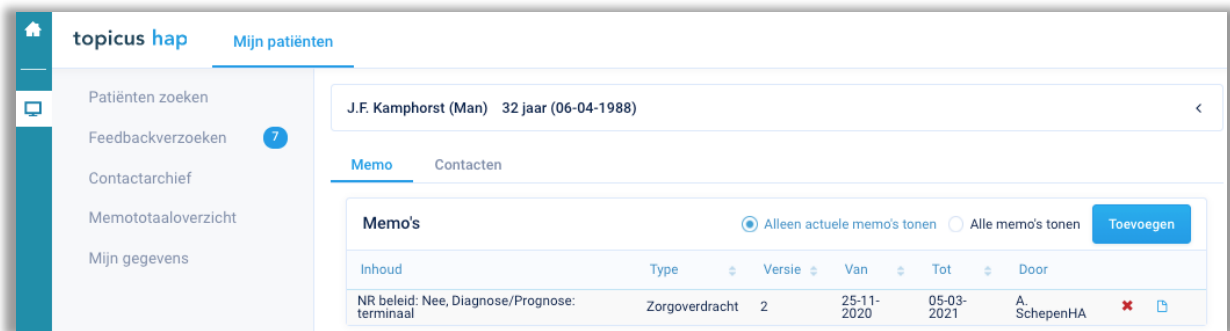 topicus hap
Mijn patiënten
Patiënten zoeken
Feedbackverzoeken 7
Contactarchief
Memototaaloverzicht
Mijn gegevens
J.F. Kamphorst (Man) 32 jaar (06-04-1988)
Memo Contacten
Memo's
Alleen actuele memo's tonen
Alle memo's tonen
Toevoegen
Inhoud Type Versie Van Tot Door
NR beleid: Nee, Diagnose/Prognose:
terminaal
Zorgoverdracht
2
25-11-
2020
05-03-
2021
A.
SchepenHA